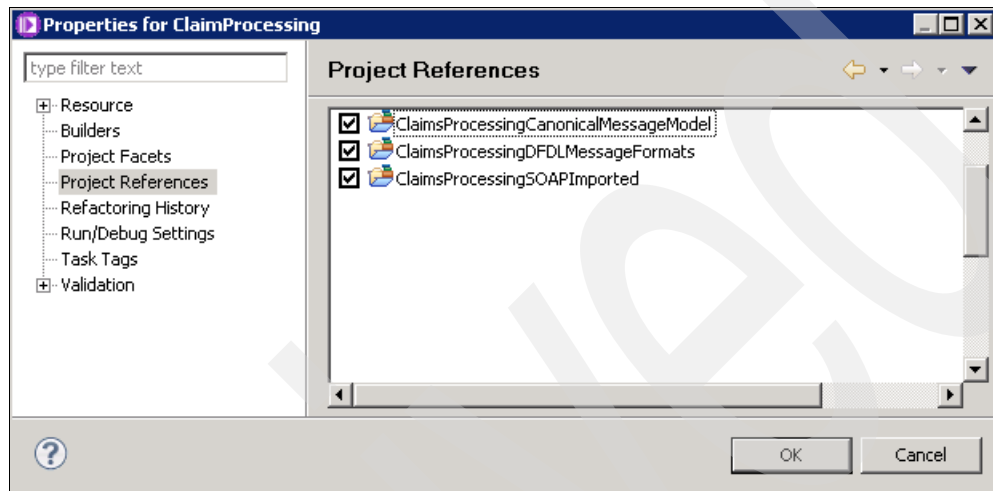 Properties for ClaimProcessing
type filter text
Project References
Resource
Builders
Project Facets
Project References
Refactoring History
Run/Debug Settings
Task Tags
Validation
ClaimsProcessingCanonicalMessageModel
ClaimsProcessingDFDLMessageFormats
ClaimsProcessingSOAPImported
?
OK
Cancel